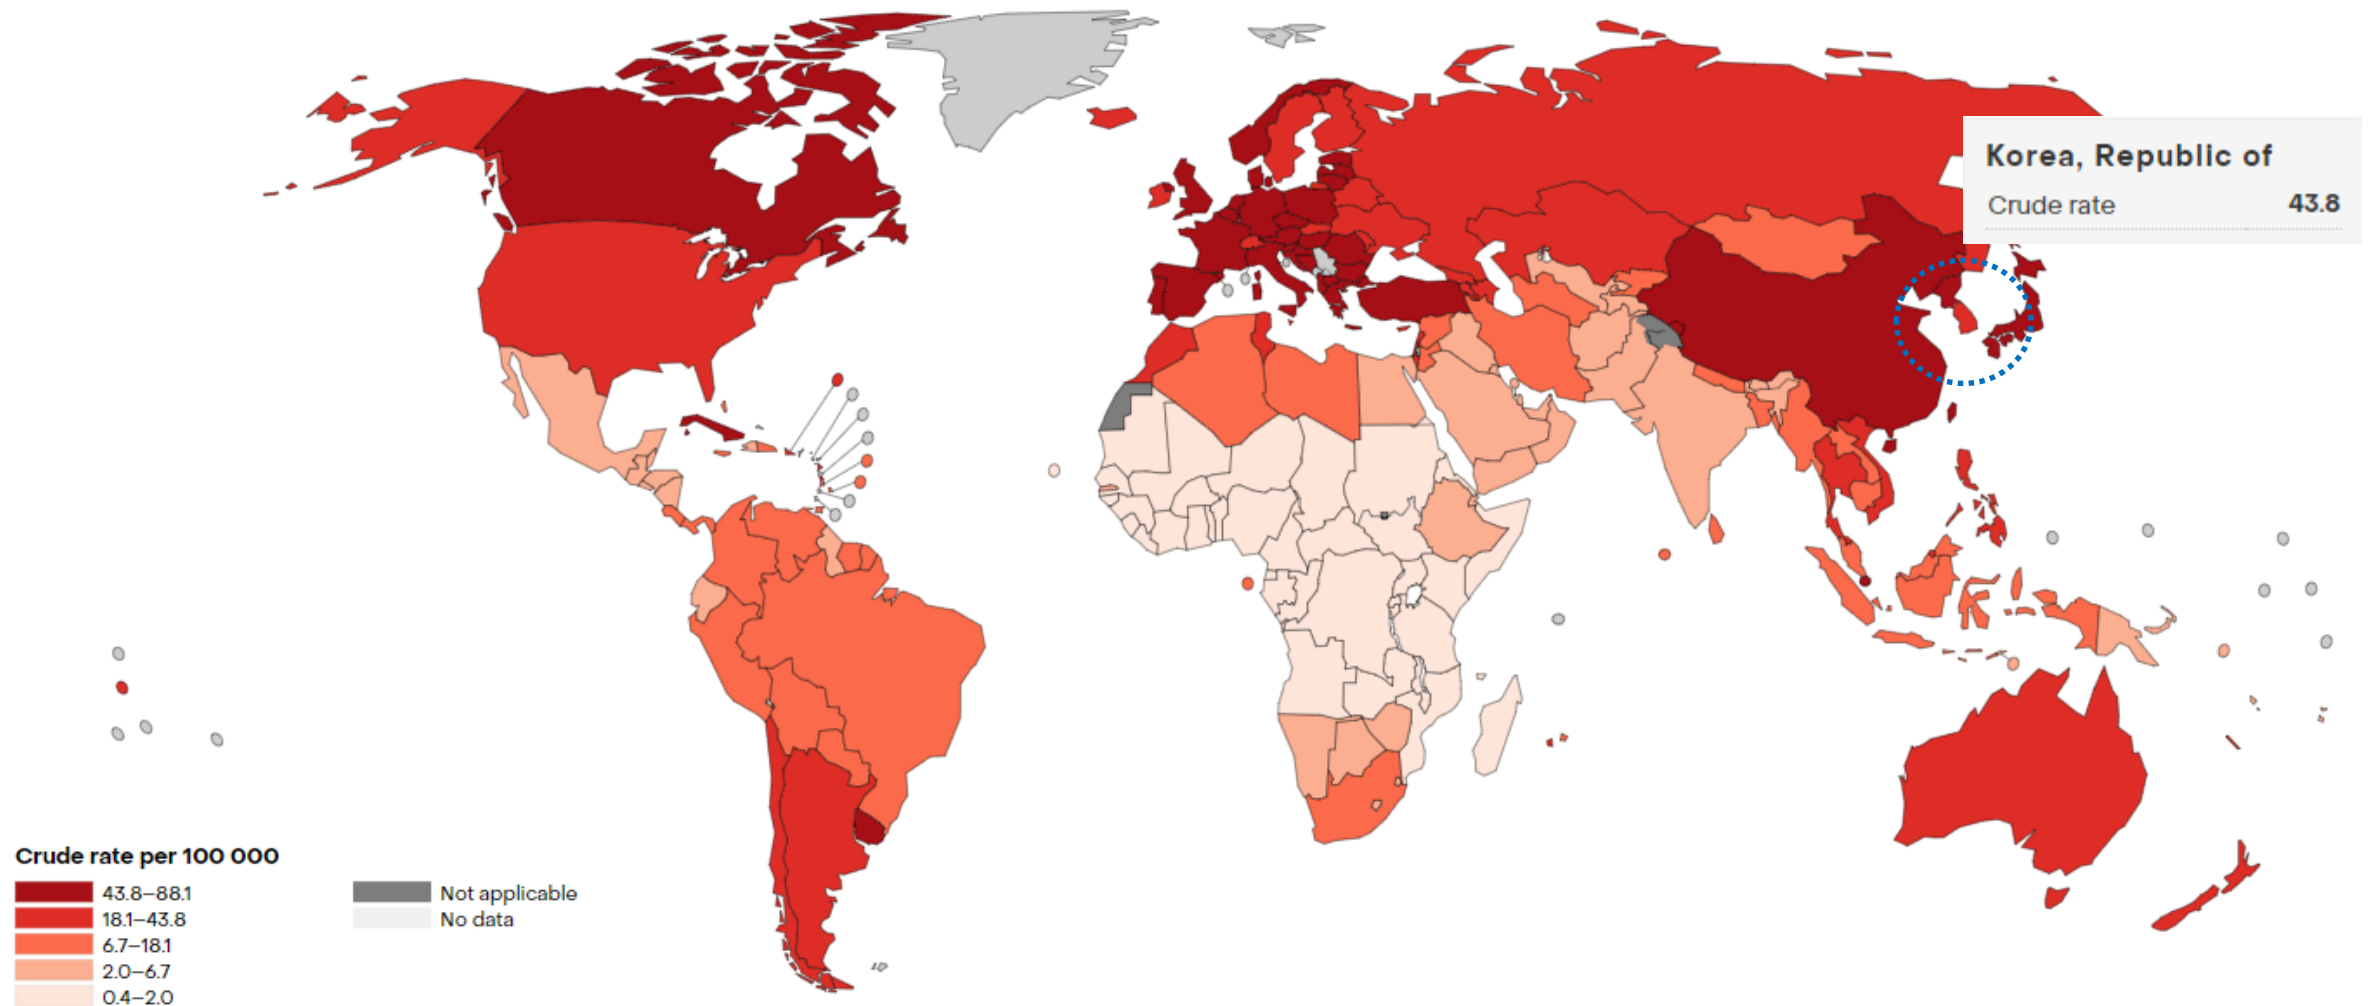 Korea, Republic of
Crude rate 43.8
Crude rate per 100 000
43.8–88.1
18.1–43.8
6.7–18.1
2.0–6.7
0.4–2.0
Not applicable
No data